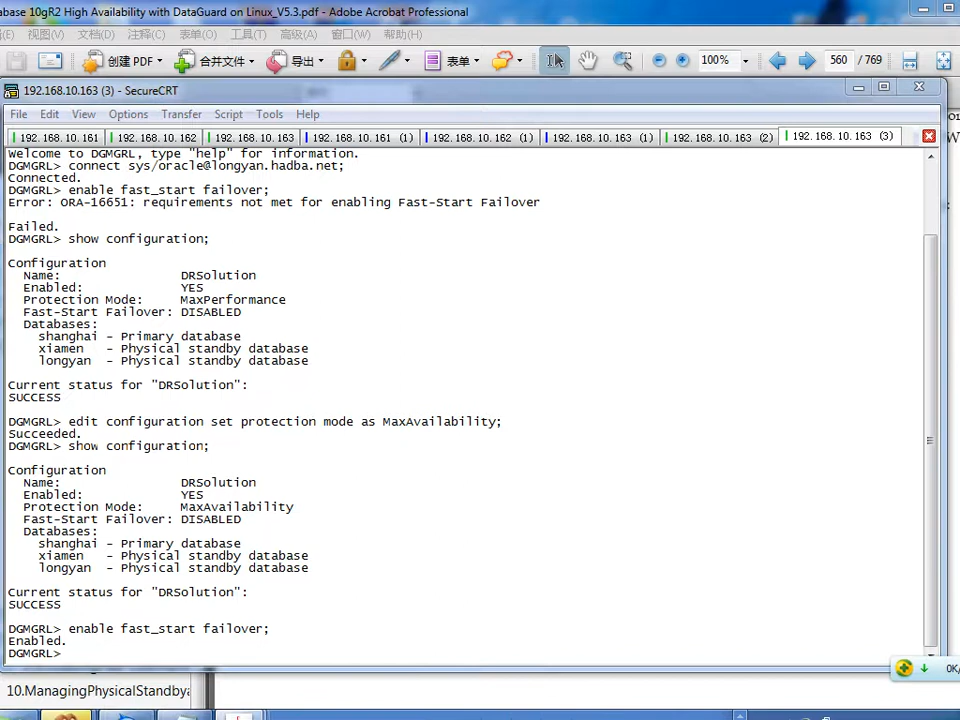 abase 10gR2 High Availability with DataGuard on Linux_V5.3.pdf - Adobe Acrobat Professional
(E) 视图(V) 文档(D) 注释(C) 表单(O) 工具(T) 高级(A) 窗口(W) 帮助(H)
创建 PDF 合并文件 导出 表单 100% 560 / 769
192.168.10.163 (3) - SecureCRT
File Edit View Options Transfer Script Tools Help
192.168.10.161 192.168.10.162 192.168.10.163 192.168.10.161 (1) 192.168.10.162 (1) 192.168.10.163 (1) 192.168.10.163 (2) 192.168.10.163 (3)
Welcome to DGMGRL, type "help" for information.
DGMGRL> connect sys/oracle@longyan.hadba.net;
Connected.
DGMGRL> enable fast_start failover;
Error: ORA-16651: requirements not met for enabling Fast-Start Failover
Failed.
DGMGRL> show configuration;
Configuration
Name: DRSolution
Enabled: YES
Protection Mode: MaxPerformance
Fast-Start Failover: DISABLED
Databases:
shanghai - Primary database
xiamen - Physical standby database
longyan - Physical standby database
Current status for "DRSolution":
SUCCESS
DGMGRL> edit configuration set protection mode as MaxAvailability;
Succeeded.
DGMGRL> show configuration;
Configuration
Name: DRSolution
Enabled: YES
Protection Mode: MaxAvailability
Fast-Start Failover: DISABLED
Databases:
shanghai - Primary database
xiamen - Physical standby database
longyan - Physical standby database
Current status for "DRSolution":
SUCCESS
DGMGRL> enable fast_start failover;
Enabled.
DGMGRL>
0K/
10.ManagingPhysicalStandby